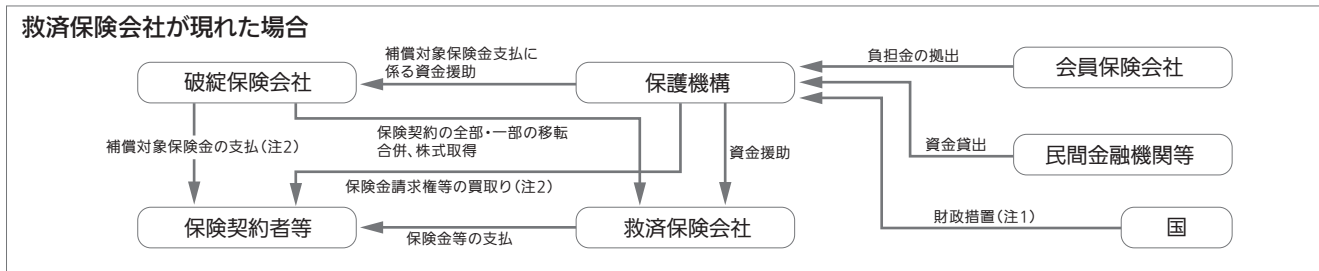 救済保険会社が現れた場合
破綻保険会社
補償対象保険金支払に
係る資金援助
保護機構
負担金の拠出
会員保険会社
補償対象保険金の支払(注2)
保険契約の全部・一部の移転
合併、株式取得
資金援助
資金貸出
民間金融機関等
保険金請求権等の買取り(注2)
保険契約者等
保険金等の支払
救済保険会社
財政措置(注1)
国